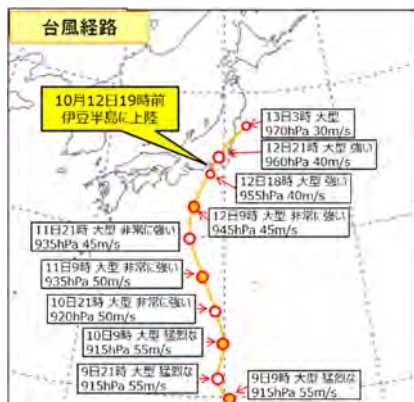 台風経路
10月12日19時前
伊豆半島に上陸
13日3時 大型
970hPa 30m/s
12日21時 大型 強い
960hPa 40m/s
12日18時 大型 強い
955hPa 40m/s
12日9時 大型 非常に強い
945hPa 45m/s
11日21時 大型 非常に強い
935hPa 45m/s
11日9時 大型 非常に強い
935hPa 50m/s
10日21時 大型 非常に強い
920hPa 50m/s
10日9時 大型 猛烈な
915hPa 55m/s
9日21時 大型 猛烈な
915hPa 55m/s
9日9時 大型 猛烈な
915hPa 55m/s